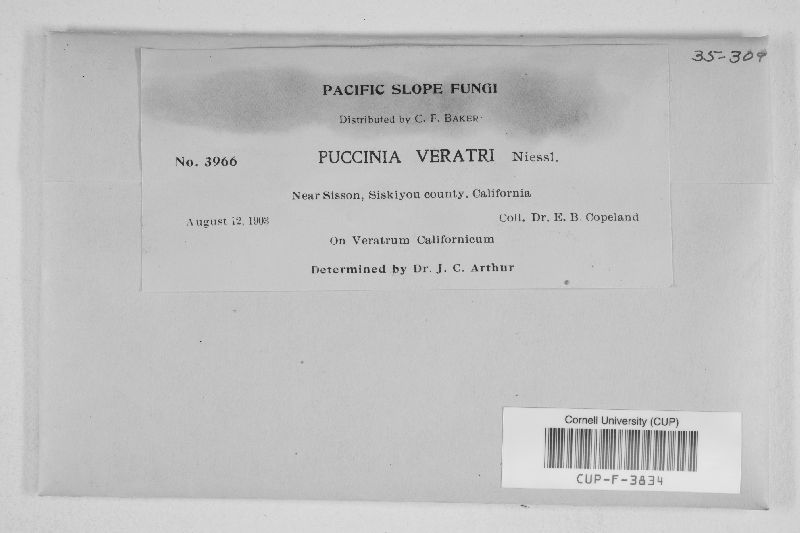 35-309
PACIFIC SLOPE FUNGI
Distributed by C. F. BAKER
No. 3966 PUCCINIA VERATRI Niessl.
Near Sisson, Siskiyou county, California
August 12, 1903 Coll. Dr. E. B. Copeland
On Veratrum Californicum
Determined by Dr. J. C. Arthur
Cornell University (CUP)
CUP-F-3834